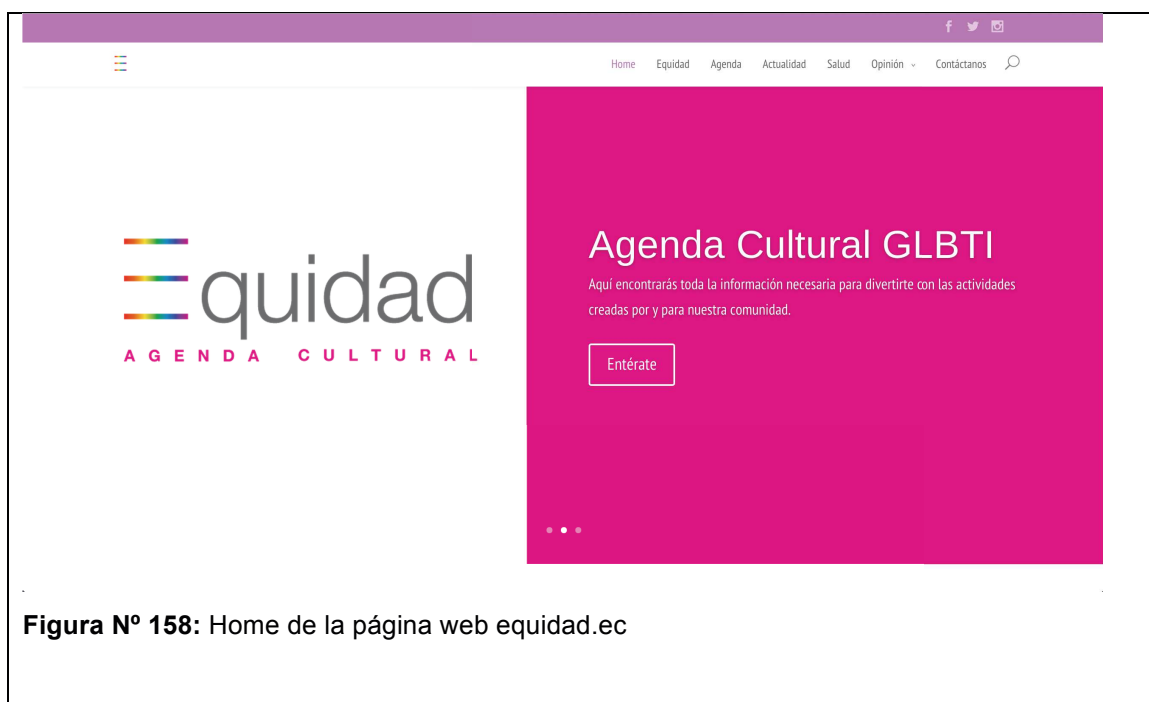 Home Equidad Agenda Actualidad Salud Opinión Contáctanos
Equidad
AGENDA CULTURAL
Agenda Cultural GLBTI
Aquí encontrarás toda la información necesaria para divertirte con las actividades
creadas por y para nuestra comunidad.
Entérate
Figura Nº 158: Home de la página web equidad.ec